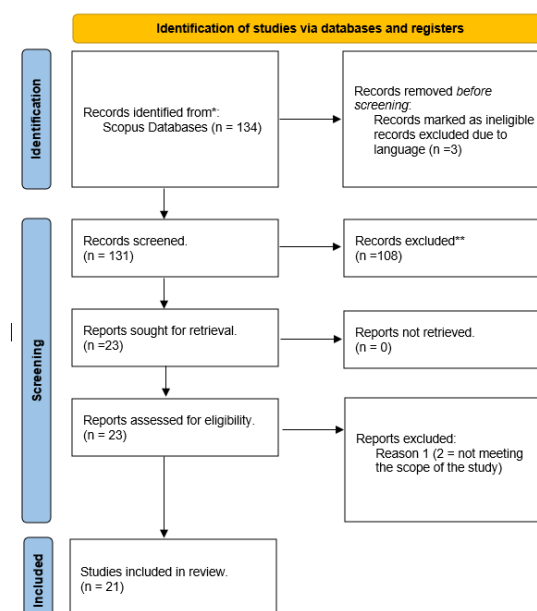 Identification of studies via databases and registers
Identification
Records identified from*:
Scopus Databases (n = 134)
Records removed before
screening:
Records marked as ineligible
records excluded due to
language (n =3)
Screening
Records screened.
(n = 131)
Records excluded**
(n =108)
Reports sought for retrieval.
(n =23)
Reports not retrieved.
(n = 0)
Reports assessed for eligibility.
(n = 23)
Reports excluded:
Reason 1 (2 = not meeting
the scope of the study)
Included
Studies included in review.
(n = 21)